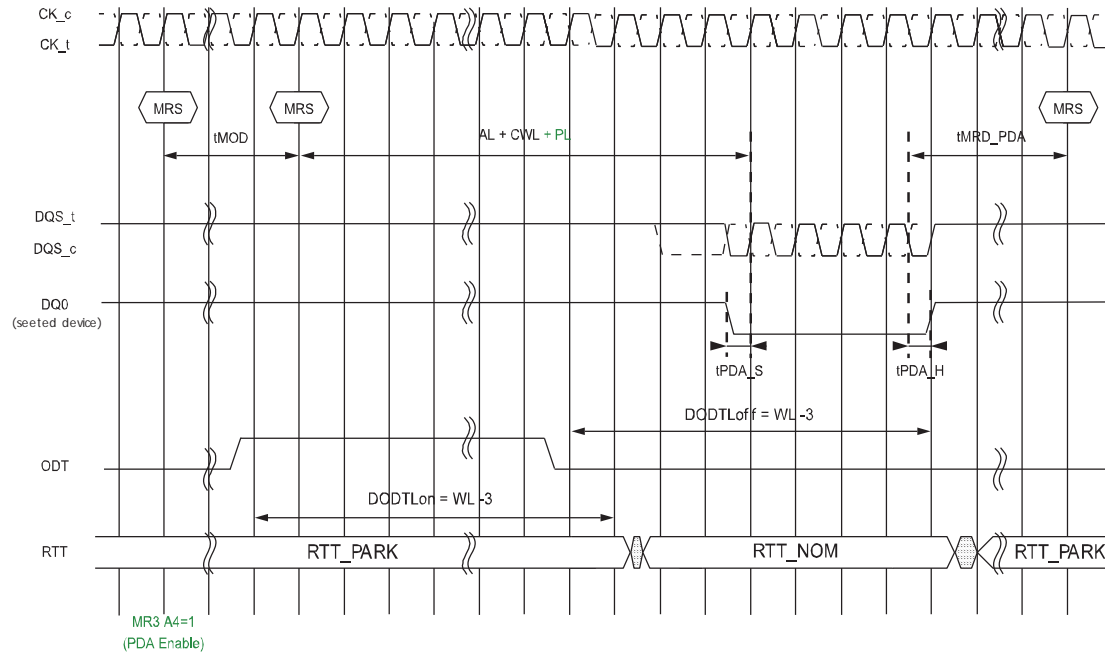 CK_c
CK_t
MRS
MRS
MRS
tMOD
AL + CWL + PL
tMRD_PDA
DQS_t
DQS_c
DQ0
(seeted device)
tPDA_S
tPDA_H
DODTLoff = WL -3
ODT
DODTLon = WL -3
RTT
RTT_PARK
RTT_NOM
RTT_PARK
MR3 A4=1
(PDA Enable)